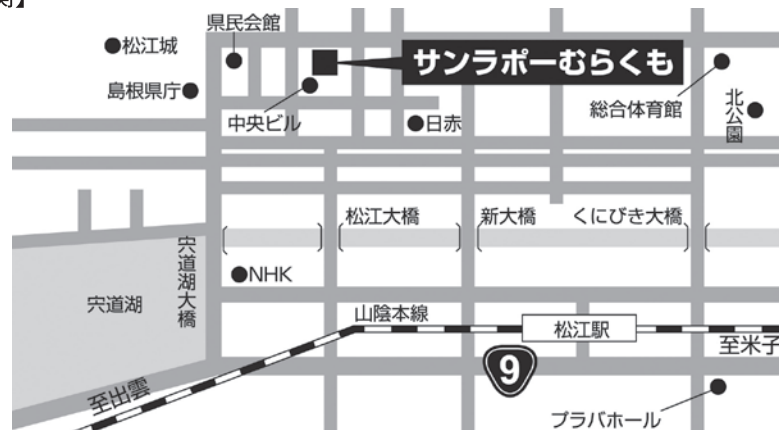 県民会館
松江城
サンラポーむらくも
島根県庁
総合体育館
北公園
中央ビル
日赤
松江大橋
新大橋
くにびき大橋
宍道湖大橋
NHK
宍道湖
山陰本線
松江駅
至米子
9
至出雲
プラバホール